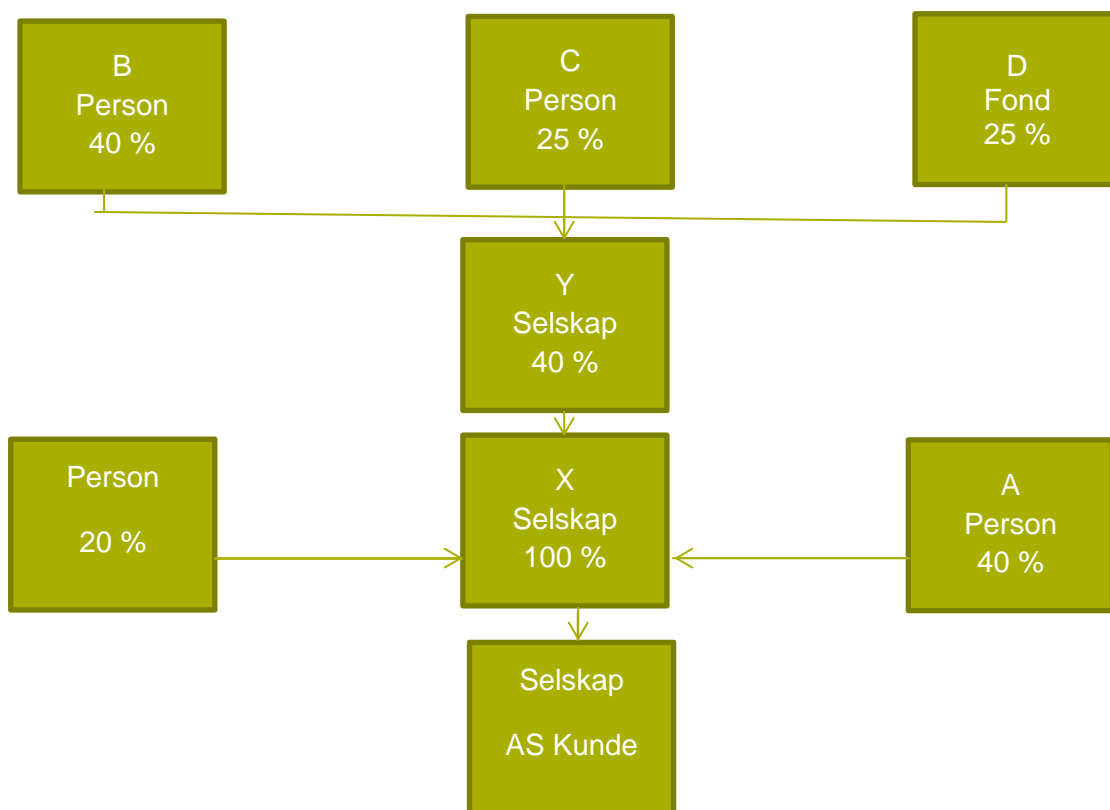 B
Person
40 %
C
Person
25 %
D
Fond
25 %
Y
Selskap
40 %
Person
20 %
X
Selskap
100 %
A
Person
40 %
Selskap
AS Kunde